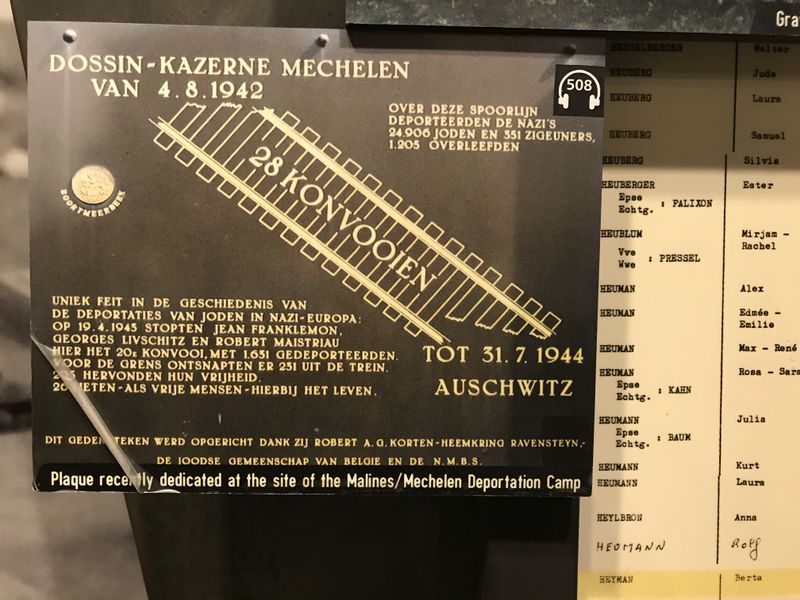 Gra
DOSSIN-KAZERNE MECHELEN
VAN 4.8.1942
508
OVER DEZE SPOORLIJN
DEPORTEERDEN DE NAZI'S
24.906 JODEN EN 351 ZIGEUNERS,
1.205 OVERLEEFDEN
28 KONVOOIEN
BOORTMEERBEEK
UNIEK FEIT IN DE GESCHIEDENIS VAN
DE DEPORTATIES VAN JODEN IN NAZI-EUROPA:
OP 19.4.1943 STOPTEN JEAN FRANKLEMON,
GEORGES LIVSCHITZ EN ROBERT MAISTRIAU
HIER HET 20E KONVOOI, MET 1.631 GEDEPORTEERDEN.
VOOR DE GRENS ONTSNAPTEN ER 231 UIT DE TREIN.
HERVONDEN HUN VRIJHEID.
LIETEN-ALS VRIJE MENSEN-HIERBIJ HET LEVEN.
TOT 31.7.1944
AUSCHWITZ
DIT GEDENKTEKEN WERD OPGERICHT DANK ZIJ ROBERT A.G. KORTEN-HEEMKRING RAVENSTEYN,-
DE JOODSE GEMEENSCHAP VAN BELGIE EN DE N.M.B.S.
Plaque recently dedicated at the site of the Malines/Mechelen Deportation Camp
HESSELBERGER Walter
HEUBERG Juda
HEUBERG Laura
HEUBERG Samuel
HEUBERG Silvia
HEUBERGER Ester
Epse
Echtg. : FALIXON
HEUBLUM Mirjam -
Rachel
Vve
Wwe : PRESSEL
HEUMAN Alex
HEUMAN Edmée -
Emilie
HEUMAN Max - René
HEUMAN Rosa - Sara
Epse
Echtg. : KAHN
HEUMANN Julia
Epse
Echtg. : BAUM
HEUMANN Kurt
HEUMANN Laura
HEYLBRON Anna
HEUMANN Rolf
HEYMAN Berta